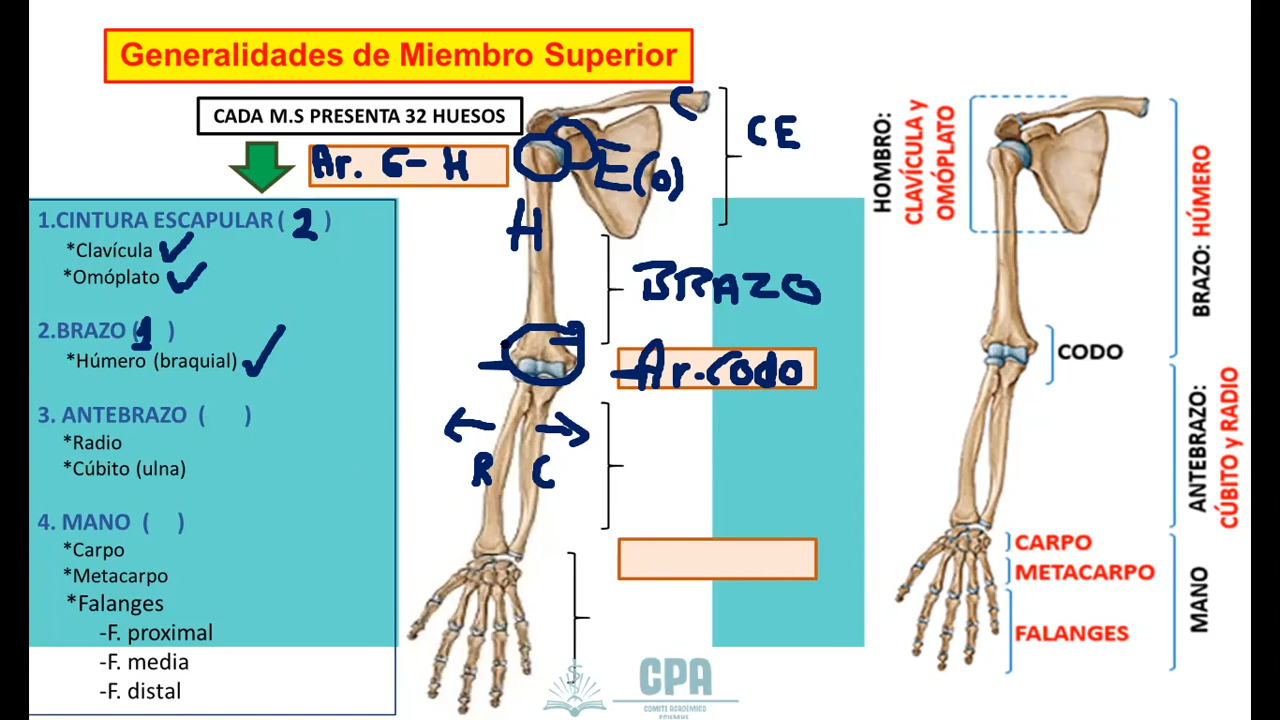 Generalidades de Miembro Superior
CADA M.S PRESENTA 32 HUESOS
Ar. G-H
1.CINTURA ESCAPULAR ( 2 )
*Clavícula
*Omóplato
2.BRAZO ( 1 )
*Húmero (braquial)
3. ANTEBRAZO ( )
*Radio
*Cúbito (ulna)
4. MANO ( )
*Carpo
*Metacarpo
*Falanges
-F. proximal
-F. media
-F. distal
C
CE
E(O)
H
BRAZO
Ar.Codo
R C
CPA
COMITÉ ACADÉMICO
HOMBRO:
CLAVÍCULA y
OMÓPLATO
BRAZO: HÚMERO
CODO
ANTEBRAZO:
CÚBITO y RADIO
CARPO
METACARPO
FALANGES
MANO